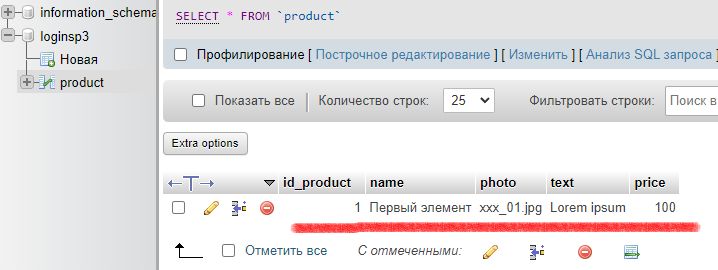 information_schema
SELECT * FROM `product`
loginsp3
Новая
product
Профилирование [ Построчное редактирование ] [ Изменить ] [ Анализ SQL запроса ]
Показать все | Количество строк: 25 Фильтровать строки: Поиск в
Extra options
id_product name photo text price
1 Первый элемент xxx_01.jpg Lorem ipsum 100
Отметить все С отмеченными: